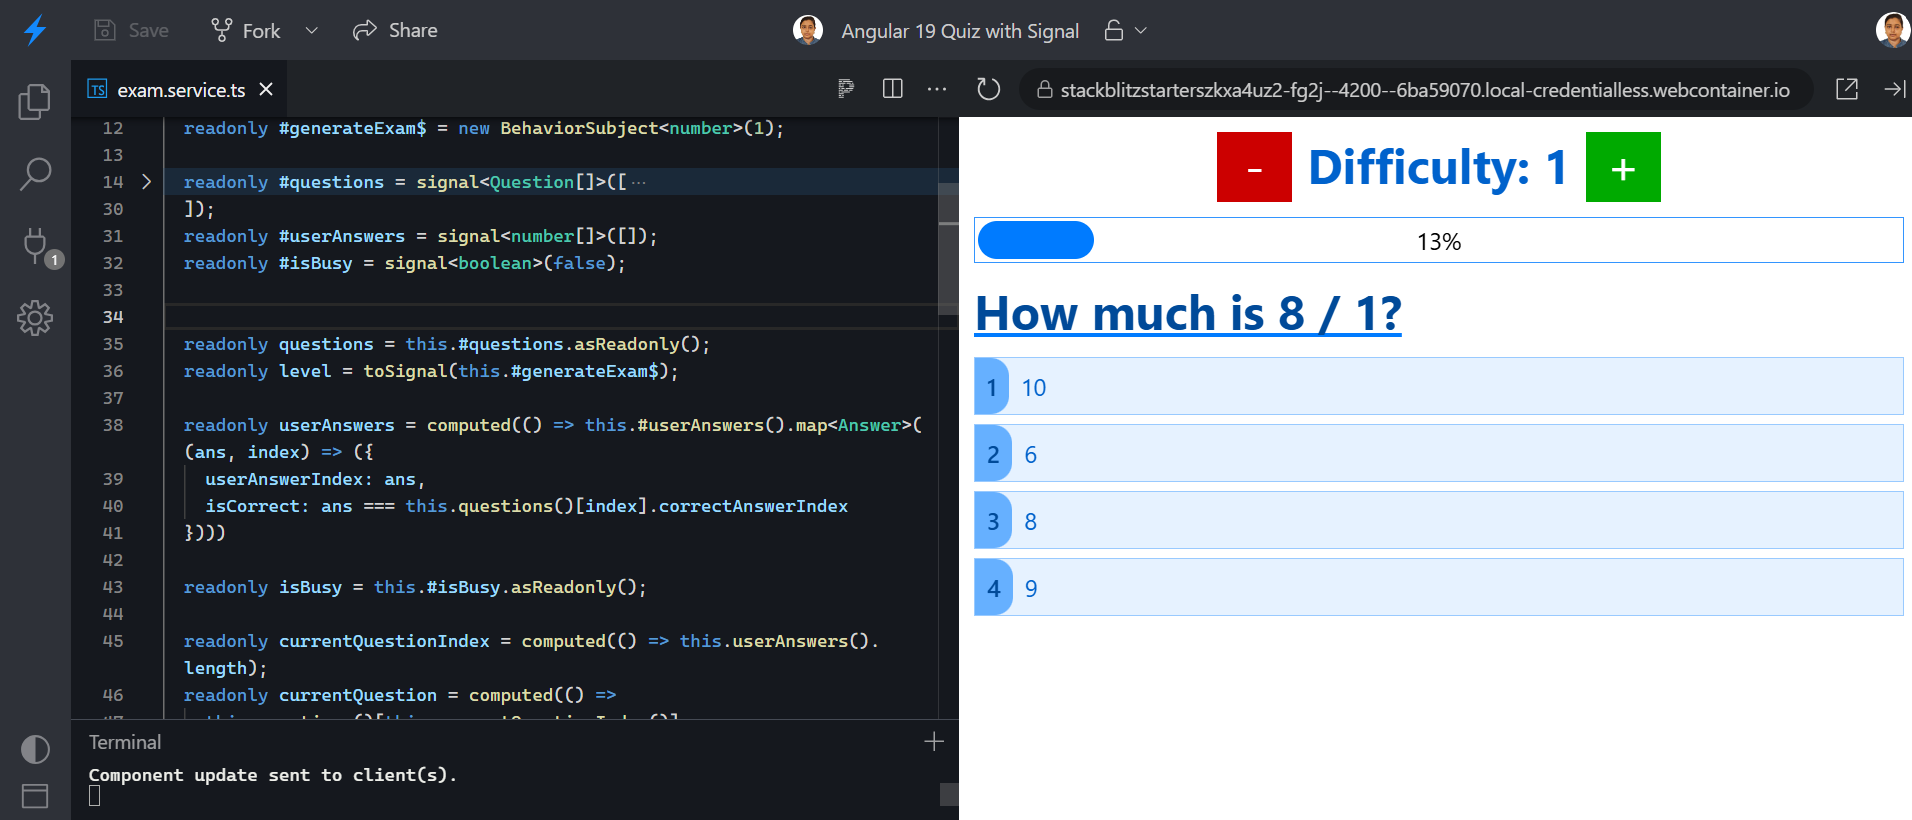 Save Fork Share Angular 19 Quiz with Signal
TS exam.service.ts
stackblitzstarterszkxa4uz2-fg2j--4200--6ba59070.local-credentialless.webcontainer.io
1
12 readonly #generateExam$ = new BehaviorSubject<number>(1);
13
14 readonly #questions = signal<Question[]>([ ···
30 ]);
31 readonly #userAnswers = signal<number[]>([]);
32 readonly #isBusy = signal<boolean>(false);
33
34
35 readonly questions = this.#questions.asReadonly();
36 readonly level = toSignal(this.#generateExam$);
37
38 readonly userAnswers = computed(() => this.#userAnswers().map<Answer>(
(ans, index) => ({
39 userAnswerIndex: ans,
40 isCorrect: ans === this.questions()[index].correctAnswerIndex
41 })))
42
43 readonly isBusy = this.#isBusy.asReadonly();
44
45 readonly currentQuestionIndex = computed(() => this.userAnswers().
length);
46 readonly currentQuestion = computed(() =>
Terminal
Component update sent to client(s).
- Difficulty: 1 +
13%
How much is 8 / 1?
1 10
2 6
3 8
4 9